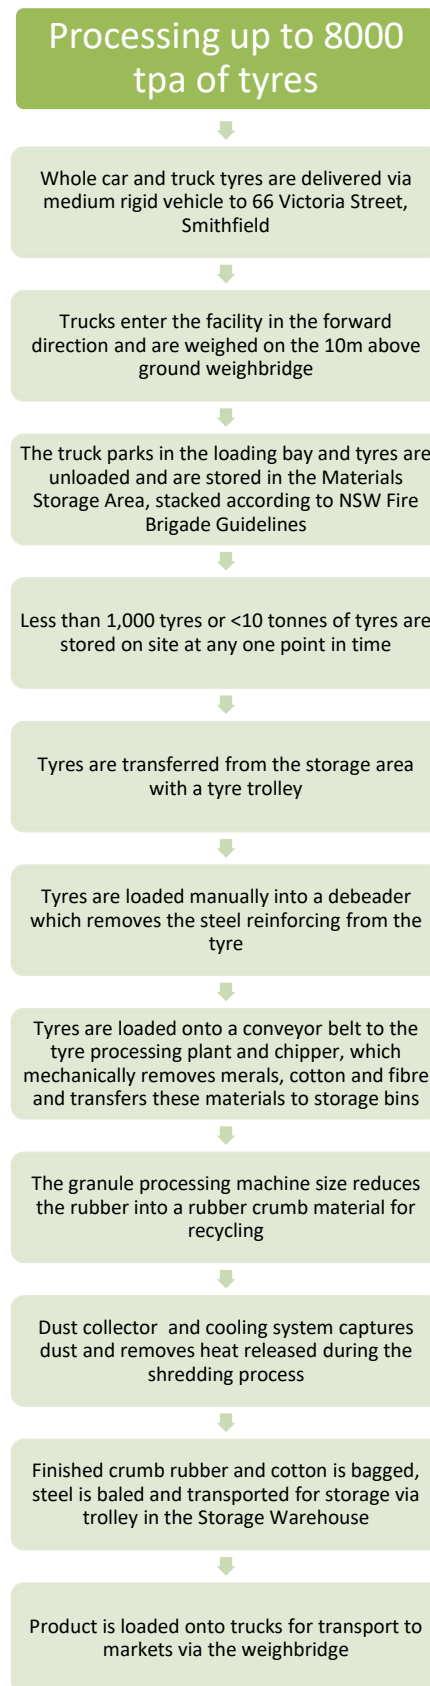 Processing up to 8000
tpa of tyres
Whole car and truck tyres are delivered via
medium rigid vehicle to 66 Victoria Street,
Smithfield
Trucks enter the facility in the forward
direction and are weighed on the 10m above
ground weighbridge
The truck parks in the loading bay and tyres are
unloaded and are stored in the Materials
Storage Area, stacked according to NSW Fire
Brigade Guidelines
Less than 1,000 tyres or <10 tonnes of tyres are
stored on site at any one point in time
Tyres are transferred from the storage area
with a tyre trolley
Tyres are loaded manually into a debeader
which removes the steel reinforcing from the
tyre
Tyres are loaded onto a conveyor belt to the
tyre processing plant and chipper, which
mechanically removes merals, cotton and fibre
and transfers these materials to storage bins
The granule processing machine size reduces
the rubber into a rubber crumb material for
recycling
Dust collector and cooling system captures
dust and removes heat released during the
shredding process
Finished crumb rubber and cotton is bagged,
steel is baled and transported for storage via
trolley in the Storage Warehouse
Product is loaded onto trucks for transport to
markets via the weighbridge